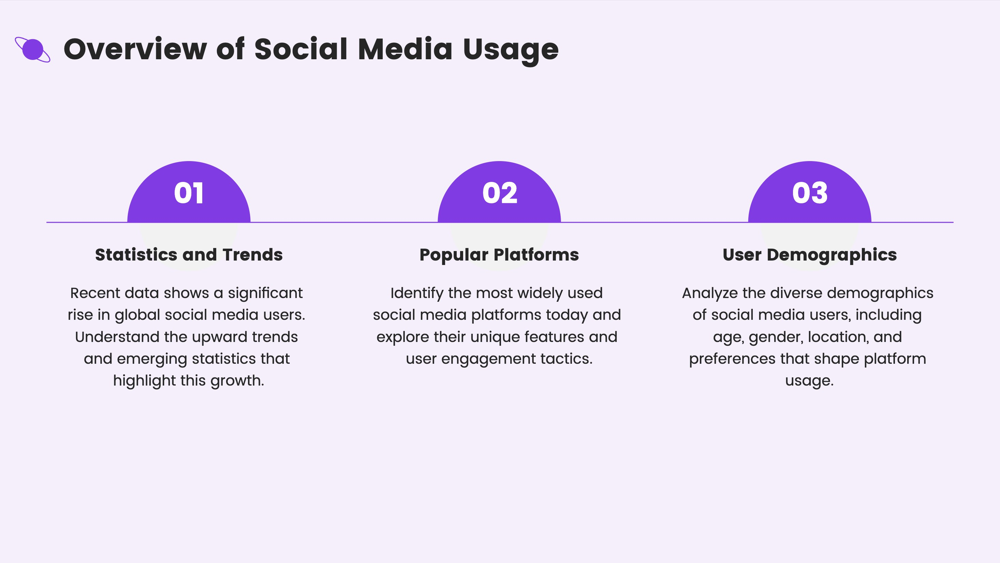 Overview of Social Media Usage
01
Statistics and Trends
Recent data shows a significant
rise in global social media users.
Understand the upward trends
and emerging statistics that
highlight this growth.
02
Popular Platforms
Identify the most widely used
social media platforms today and
explore their unique features and
user engagement tactics.
03
User Demographics
Analyze the diverse demographics
of social media users, including
age, gender, location, and
preferences that shape platform
usage.